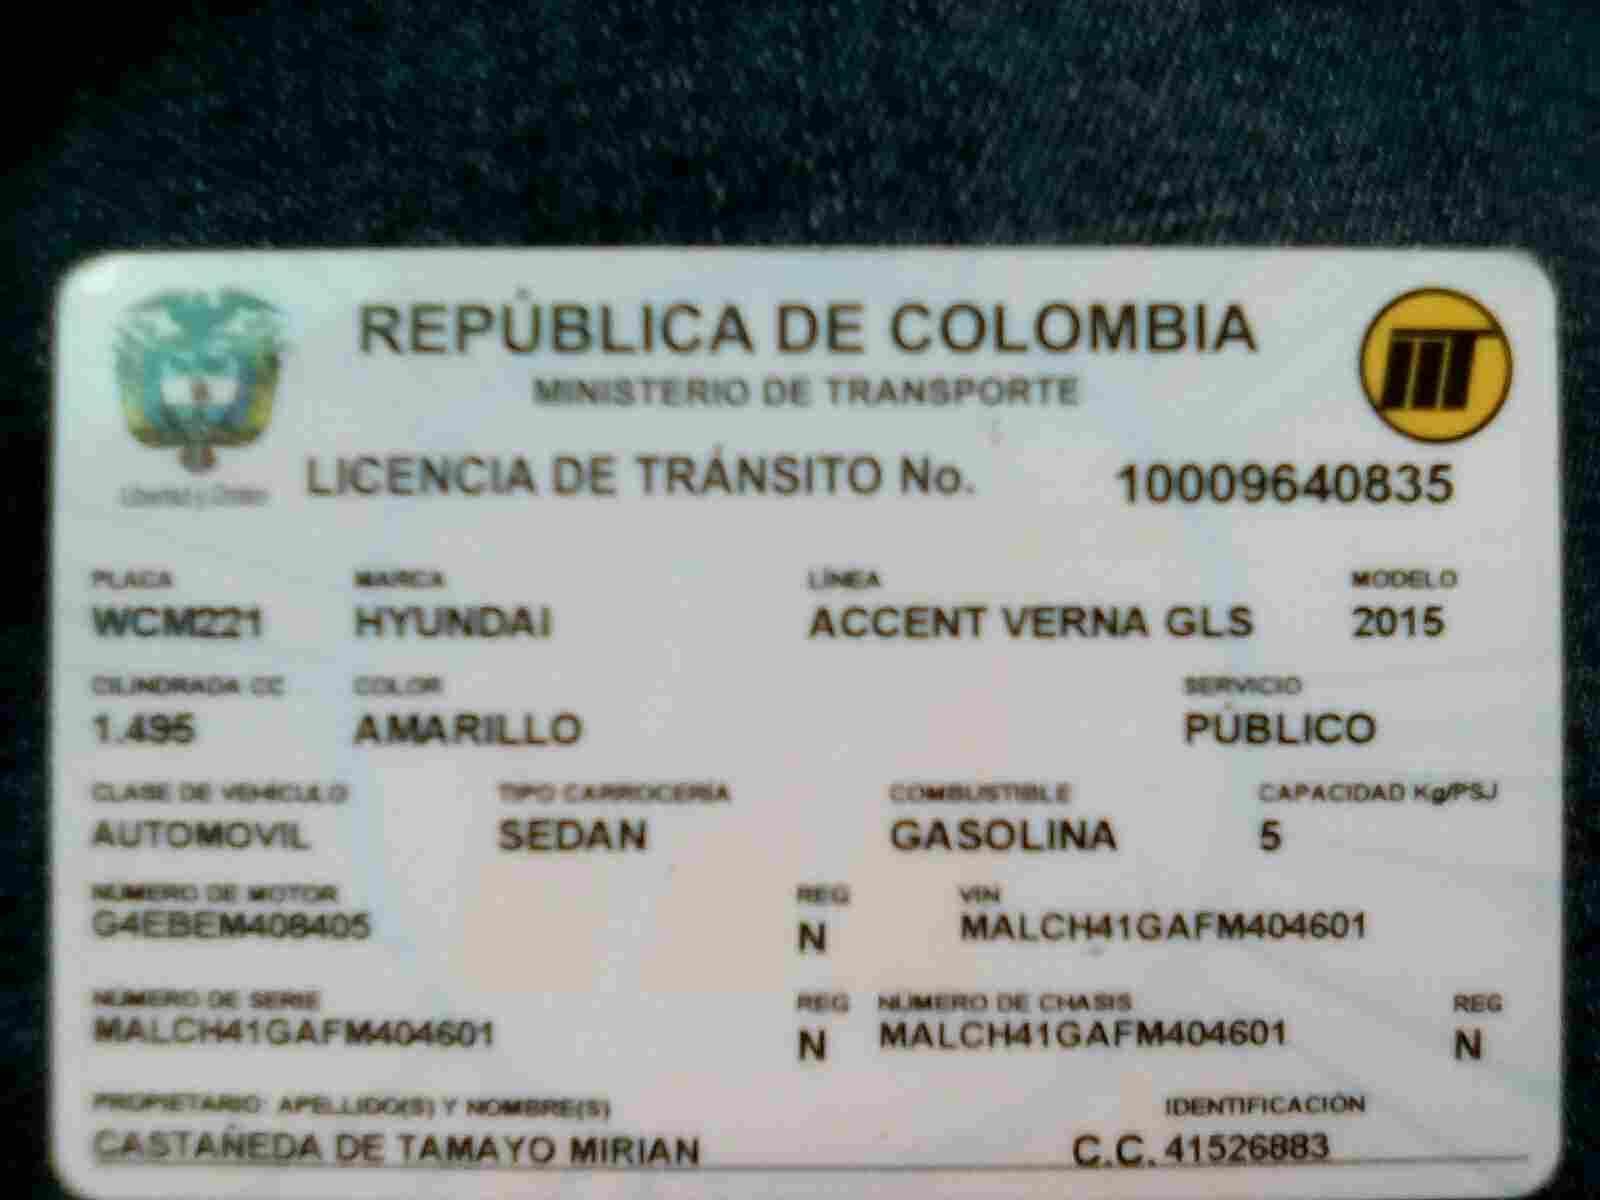 REPÚBLICA DE COLOMBIA
MINISTERIO DE TRANSPORTE
Libertad y Orden
LICENCIA DE TRÁNSITO No. 10009640835
PLACA MARCA LÍNEA MODELO
WCM221 HYUNDAI ACCENT VERNA GLS 2015
CILINDRADA CC COLOR SERVICIO
1.495 AMARILLO PÚBLICO
CLASE DE VEHÍCULO TIPO CARROCERÍA COMBUSTIBLE CAPACIDAD Kg/PSJ
AUTOMOVIL SEDAN GASOLINA 5
NÚMERO DE MOTOR REG VIN
G4EBEM408405 N MALCH41GAFM404601
NÚMERO DE SERIE REG NÚMERO DE CHASIS REG
MALCH41GAFM404601 N MALCH41GAFM404601 N
PROPIETARIO: APELLIDO(S) Y NOMBRE(S) IDENTIFICACIÓN
CASTAÑEDA DE TAMAYO MIRIAN C.C. 41526883